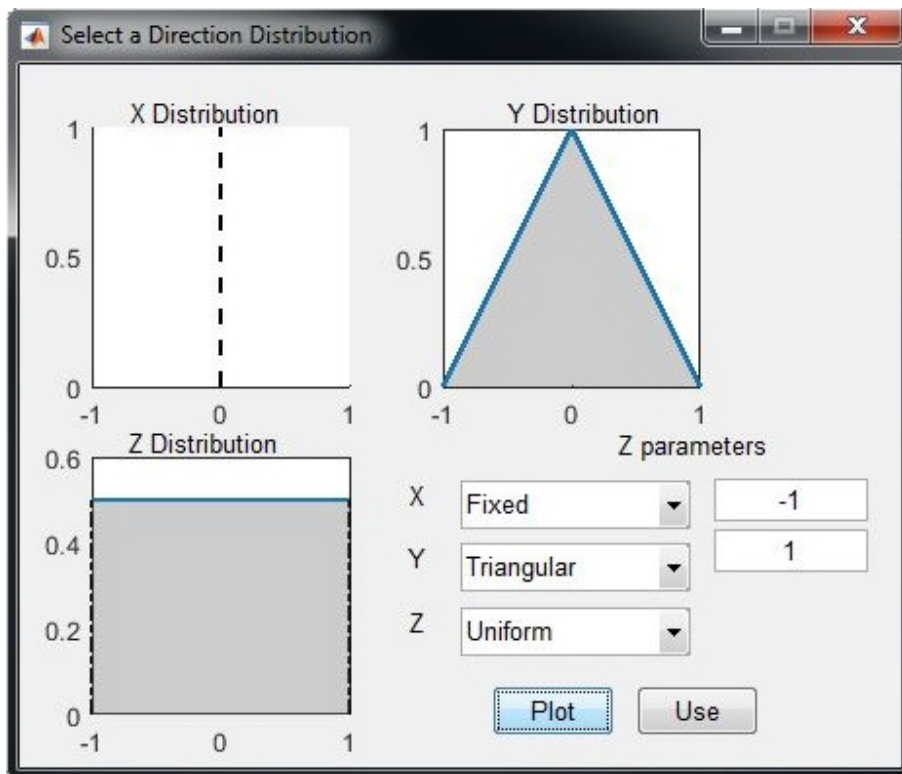 Select a Direction Distribution
X Distribution
1
0.5
0
-1 0 1
Y Distribution
1
0.5
0
-1 0 1
Z Distribution
0.6
0.4
0.2
0
-1 0 1
Z parameters
X Fixed -1
Y Triangular 1
Z Uniform
Plot Use